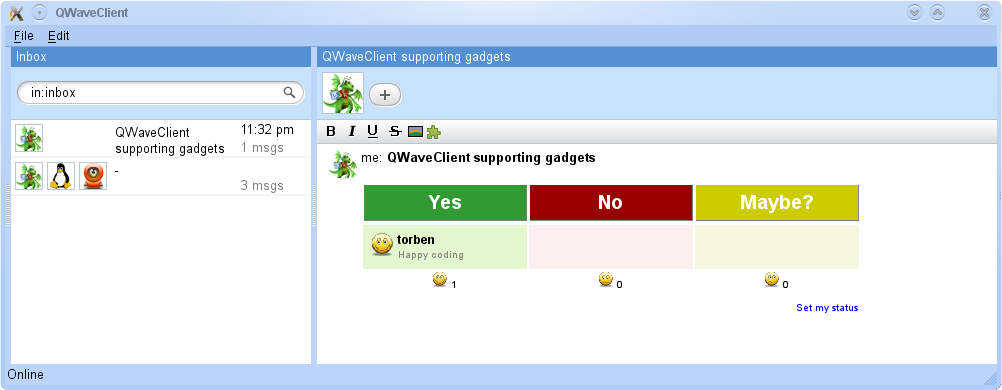 QWaveClient
File Edit
Inbox
in:inbox
QWaveClient 11:32 pm
supporting gadgets 1 msgs
-
3 msgs
QWaveClient supporting gadgets
+
B I U S
me: QWaveClient supporting gadgets
Yes No Maybe?
torben
Happy coding
1 0 0
Set my status
Online